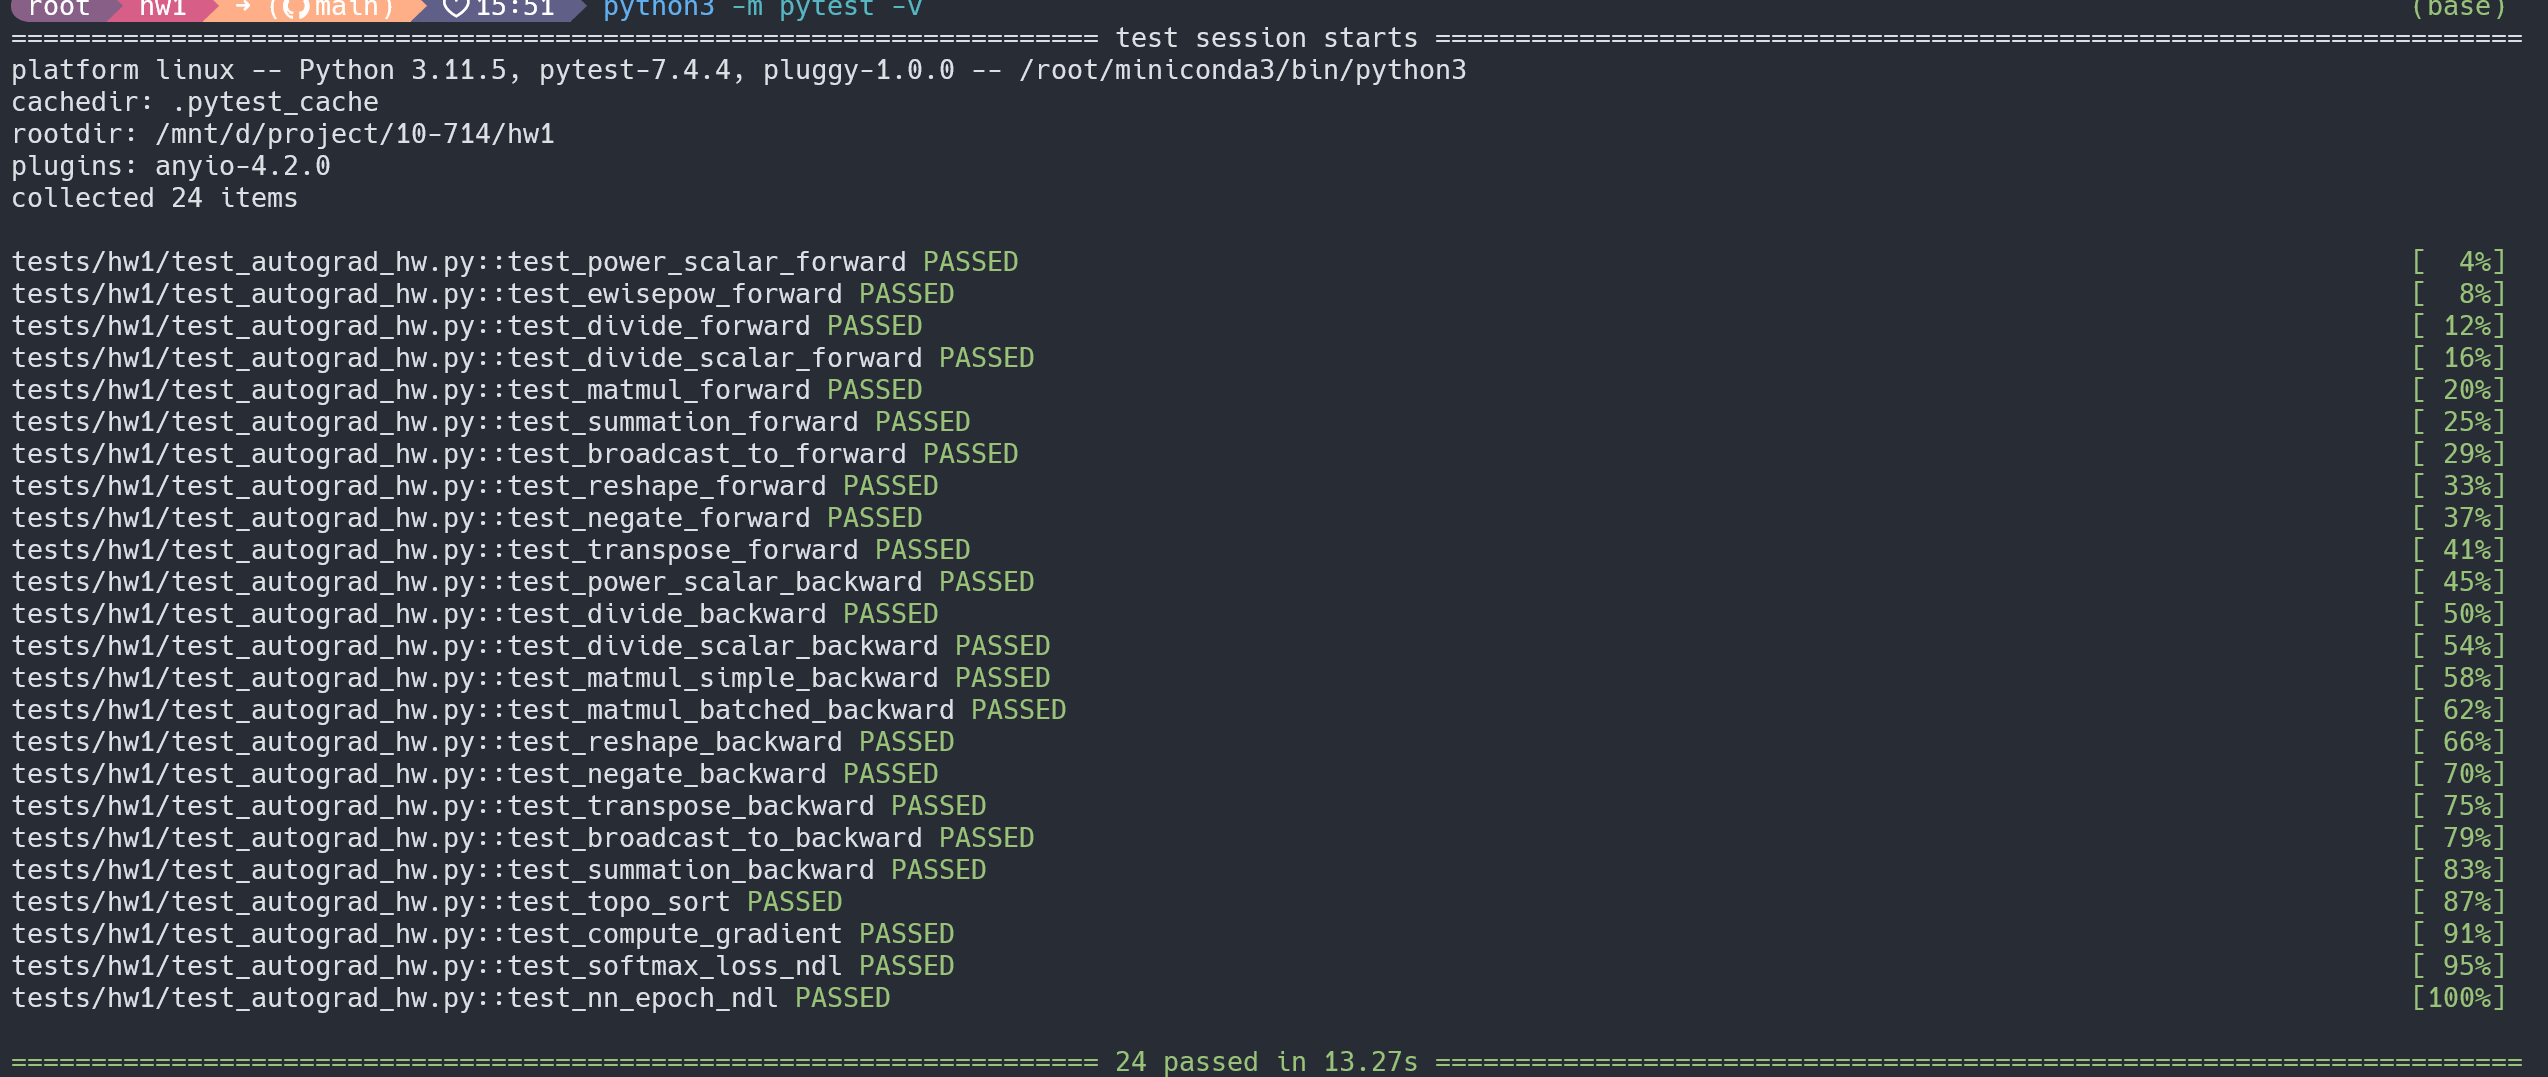 root hw1 → (main) 15:51 python3 -m pytest -v (base)
==================================================================== test session starts ====================================================================
platform linux -- Python 3.11.5, pytest-7.4.4, pluggy-1.0.0 -- /root/miniconda3/bin/python3
cachedir: .pytest_cache
rootdir: /mnt/d/project/10-714/hw1
plugins: anyio-4.2.0
collected 24 items
tests/hw1/test_autograd_hw.py::test_power_scalar_forward PASSED [  4%]
tests/hw1/test_autograd_hw.py::test_ewisepow_forward PASSED [  8%]
tests/hw1/test_autograd_hw.py::test_divide_forward PASSED [ 12%]
tests/hw1/test_autograd_hw.py::test_divide_scalar_forward PASSED [ 16%]
tests/hw1/test_autograd_hw.py::test_matmul_forward PASSED [ 20%]
tests/hw1/test_autograd_hw.py::test_summation_forward PASSED [ 25%]
tests/hw1/test_autograd_hw.py::test_broadcast_to_forward PASSED [ 29%]
tests/hw1/test_autograd_hw.py::test_reshape_forward PASSED [ 33%]
tests/hw1/test_autograd_hw.py::test_negate_forward PASSED [ 37%]
tests/hw1/test_autograd_hw.py::test_transpose_forward PASSED [ 41%]
tests/hw1/test_autograd_hw.py::test_power_scalar_backward PASSED [ 45%]
tests/hw1/test_autograd_hw.py::test_divide_backward PASSED [ 50%]
tests/hw1/test_autograd_hw.py::test_divide_scalar_backward PASSED [ 54%]
tests/hw1/test_autograd_hw.py::test_matmul_simple_backward PASSED [ 58%]
tests/hw1/test_autograd_hw.py::test_matmul_batched_backward PASSED [ 62%]
tests/hw1/test_autograd_hw.py::test_reshape_backward PASSED [ 66%]
tests/hw1/test_autograd_hw.py::test_negate_backward PASSED [ 70%]
tests/hw1/test_autograd_hw.py::test_transpose_backward PASSED [ 75%]
tests/hw1/test_autograd_hw.py::test_broadcast_to_backward PASSED [ 79%]
tests/hw1/test_autograd_hw.py::test_summation_backward PASSED [ 83%]
tests/hw1/test_autograd_hw.py::test_topo_sort PASSED [ 87%]
tests/hw1/test_autograd_hw.py::test_compute_gradient PASSED [ 91%]
tests/hw1/test_autograd_hw.py::test_softmax_loss_ndl PASSED [ 95%]
tests/hw1/test_autograd_hw.py::test_nn_epoch_ndl PASSED [100%]
==================================================================== 24 passed in 13.27s ====================================================================